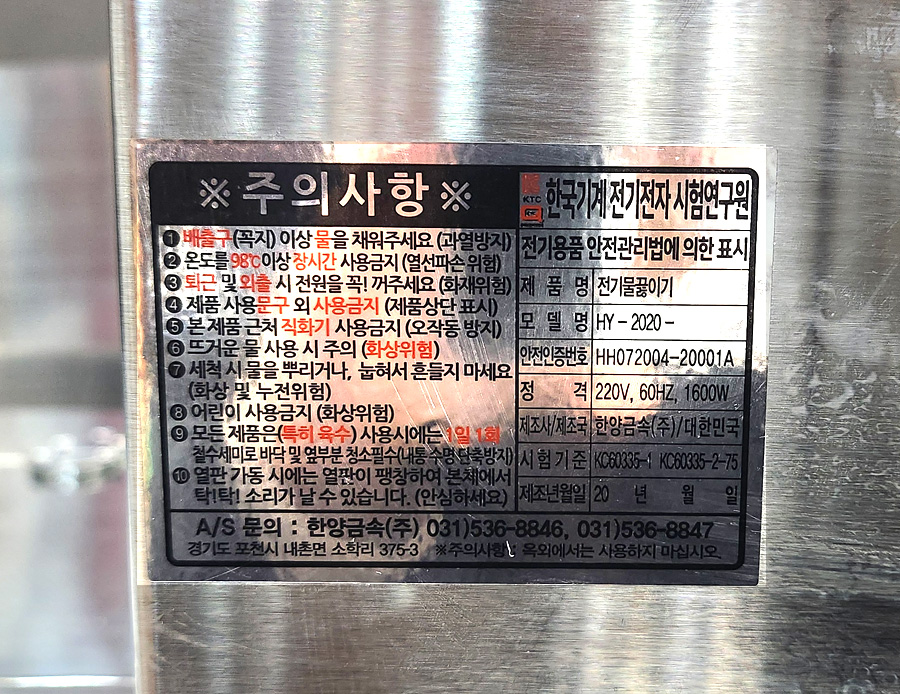 ※주의사항※
❶ 배출구(꼭지) 이상 물을 채워주세요 (과열방지)
❷ 온도를 98℃이상 장시간 사용금지 (열선파손 위험)
❸ 퇴근 및 외출 시 전원을 꼭! 꺼주세요 (화재위험)
❹ 제품 사용문구 외 사용금지 (제품상단 표시)
❺ 본 제품 근처 직화기 사용금지 (오작동 방지)
❻ 뜨거운 물 사용 시 주의 (화상위험)
❼ 세척 시 물을 뿌리거나, 눕혀서 흔들지 마세요
(화상 및 누전위험)
❽ 어린이 사용금지 (화상위험)
❾ 모든 제품은(특히 육수) 사용시에는 1일 1회
철수세미로 바닥 및 옆부분 청소필수(내통 수명 단축방지)
❿ 열판 가동 시에는 열판이 팽창하여 본체에서
탁!탁! 소리가 날 수 있습니다. (안심하세요)
KTC 한국기계전기전자시험연구원
전기용품 안전관리법에 의한 표시
제 품 명 전기물끓이기
모 델 명 HY - 2020 -
안전인증번호 HH072004-20001A
정 격 220V, 60HZ, 1600W
제조사/제조국 한양금속(주)/대한민국
시험기준 KC60335-1 KC60335-2-75
제조년월일 20 년 월 일
A/S 문의 : 한양금속(주) 031)536-8846, 031)536-8847
경기도 포천시 내촌면 소학리 375-3 ※주의사항 : 옥외에서는 사용하지 마십시오.